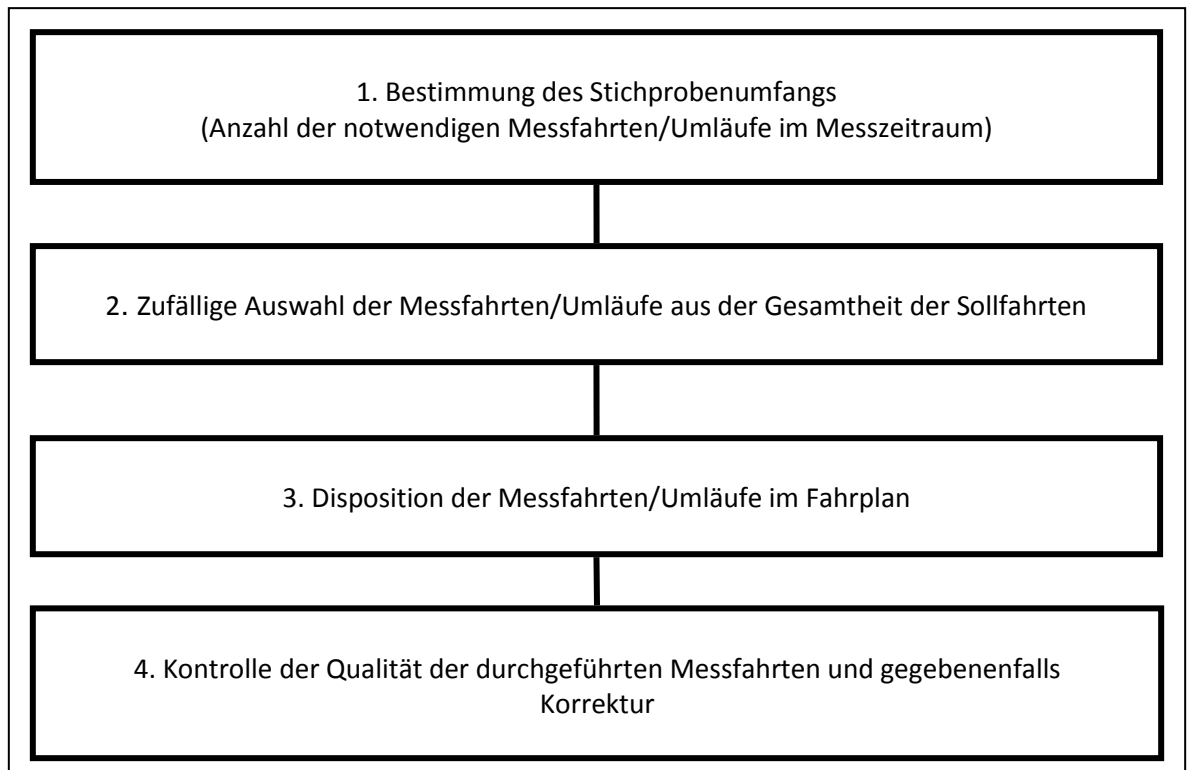 1. Bestimmung des Stichprobenumfangs
(Anzahl der notwendigen Messfahrten/Umläufe im Messzeitraum)
2. Zufällige Auswahl der Messfahrten/Umläufe aus der Gesamtheit der Sollfahrten
3. Disposition der Messfahrten/Umläufe im Fahrplan
4. Kontrolle der Qualität der durchgeführten Messfahrten und gegebenenfalls
Korrektur